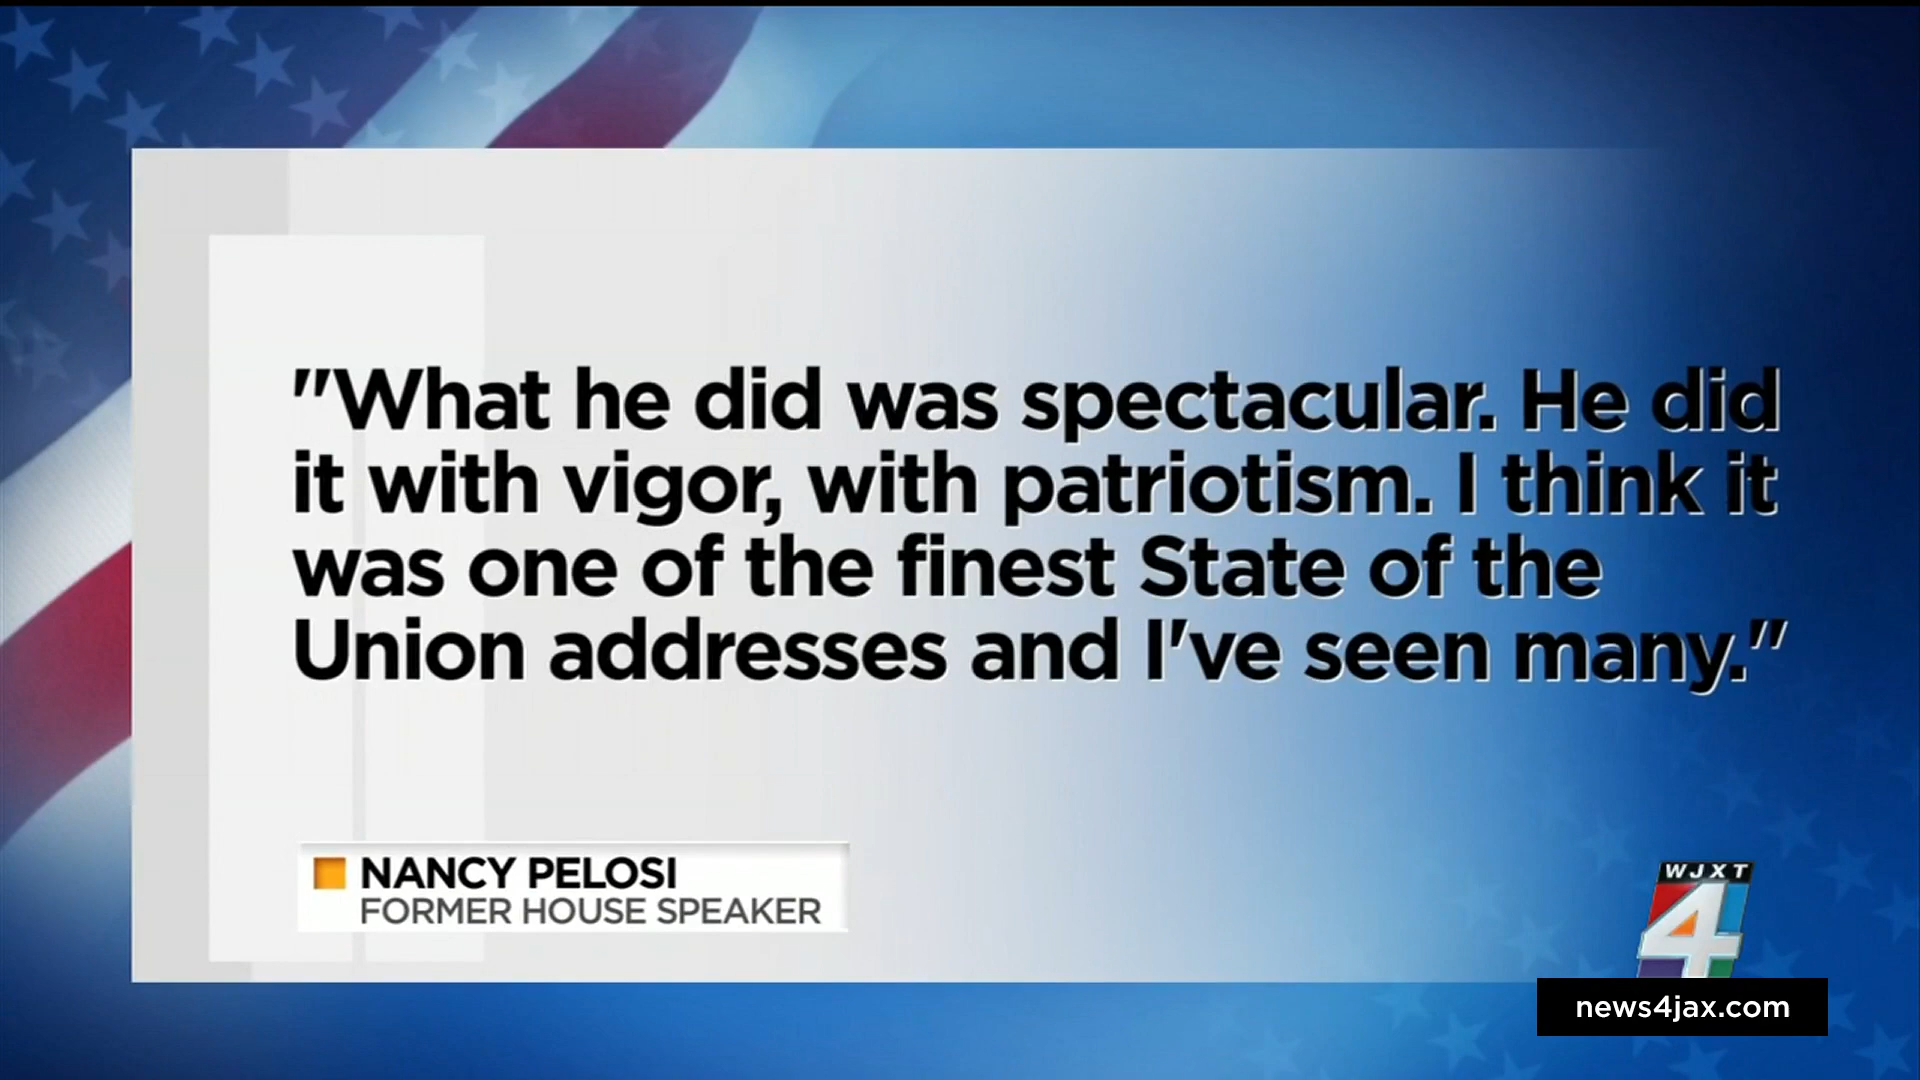 "What he did was spectacular. He did
it with vigor, with patriotism. I think it
was one of the finest State of the
Union addresses and I've seen many."
NANCY PELOSI
FORMER HOUSE SPEAKER
WJXT
4
news4jax.com